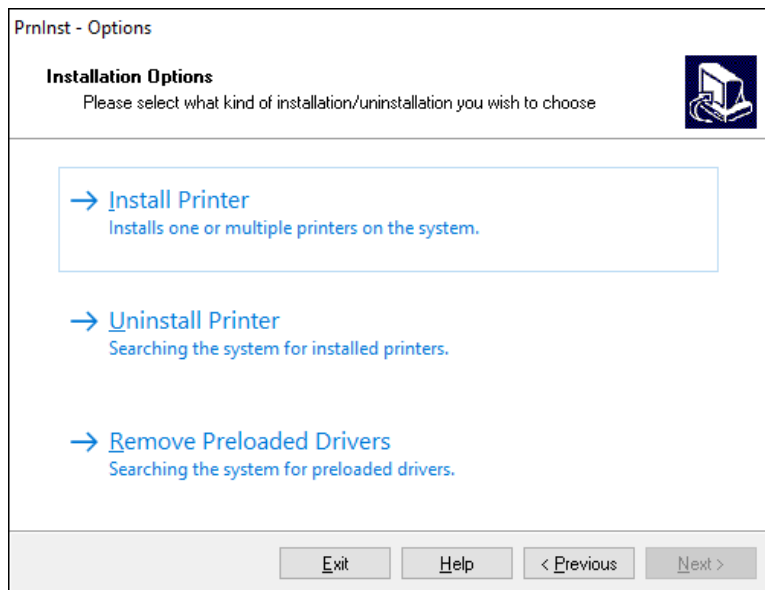 PrnInst - Options
Installation Options
Please select what kind of installation/uninstallation you wish to choose
Install Printer
Installs one or multiple printers on the system.
Uninstall Printer
Searching the system for installed printers.
Remove Preloaded Drivers
Searching the system for preloaded drivers.
Exit Help < Previous Next >